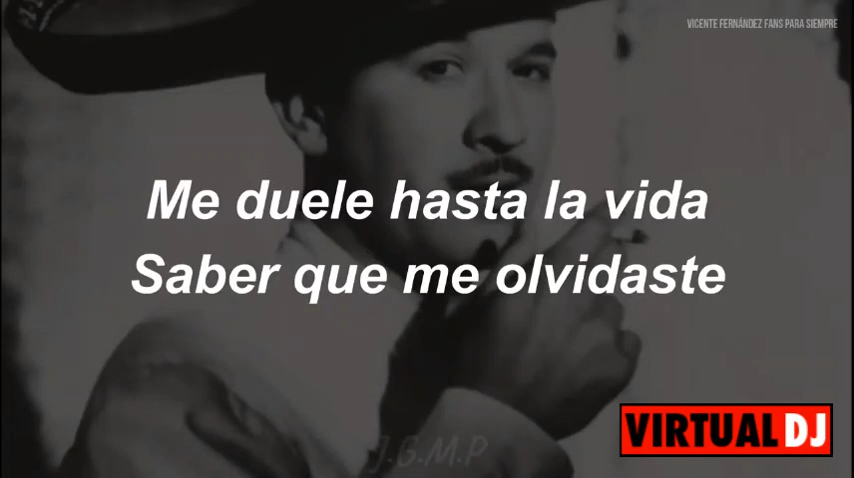 VICENTE FERNÁNDEZ FANS PARA SIEMPRE
Me duele hasta la vida
Saber que me olvidaste
VIRTUAL DJ
J.G.M.P